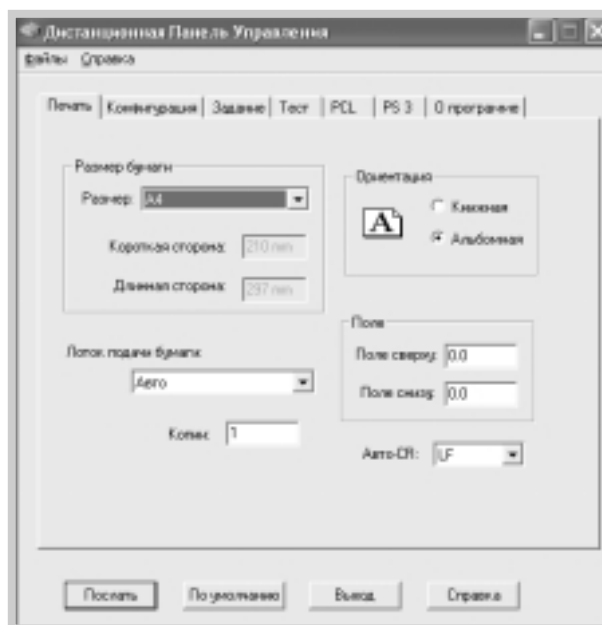 Дистанционная Панель Управления
Файлы Справка
Печать Конфигурация Задание Тест PCL PS 3 О программе
Размер бумаги
Размер: A4
Короткая сторона: 210 mm
Длинная сторона: 297 mm
Ориентация
Книжная
A
Альбомная
Лоток подачи бумаги:
Авто
Копии: 1
Поля
Поле сверху: 0.0
Поле снизу: 0.0
Авто-CR: LF
Послать По умолчанию Выход Справка